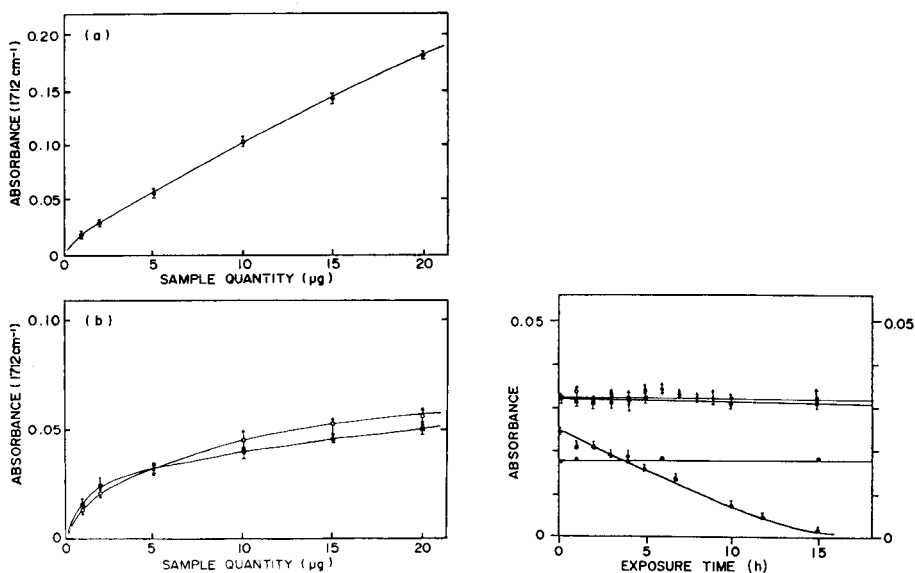 (a)
ABSORBANCE (1712 cm⁻¹)
0.20
0.15
0.10
0.05
0
0 5 10 15 20
SAMPLE QUANTITY (µg)
(b)
ABSORBANCE (1712cm⁻¹)
0.10
0.05
0
0 5 10 15 20
SAMPLE QUANTITY (µg)
ABSORBANCE
0.05
0
0.05
0
0 5 10 15
EXPOSURE TIME (h)